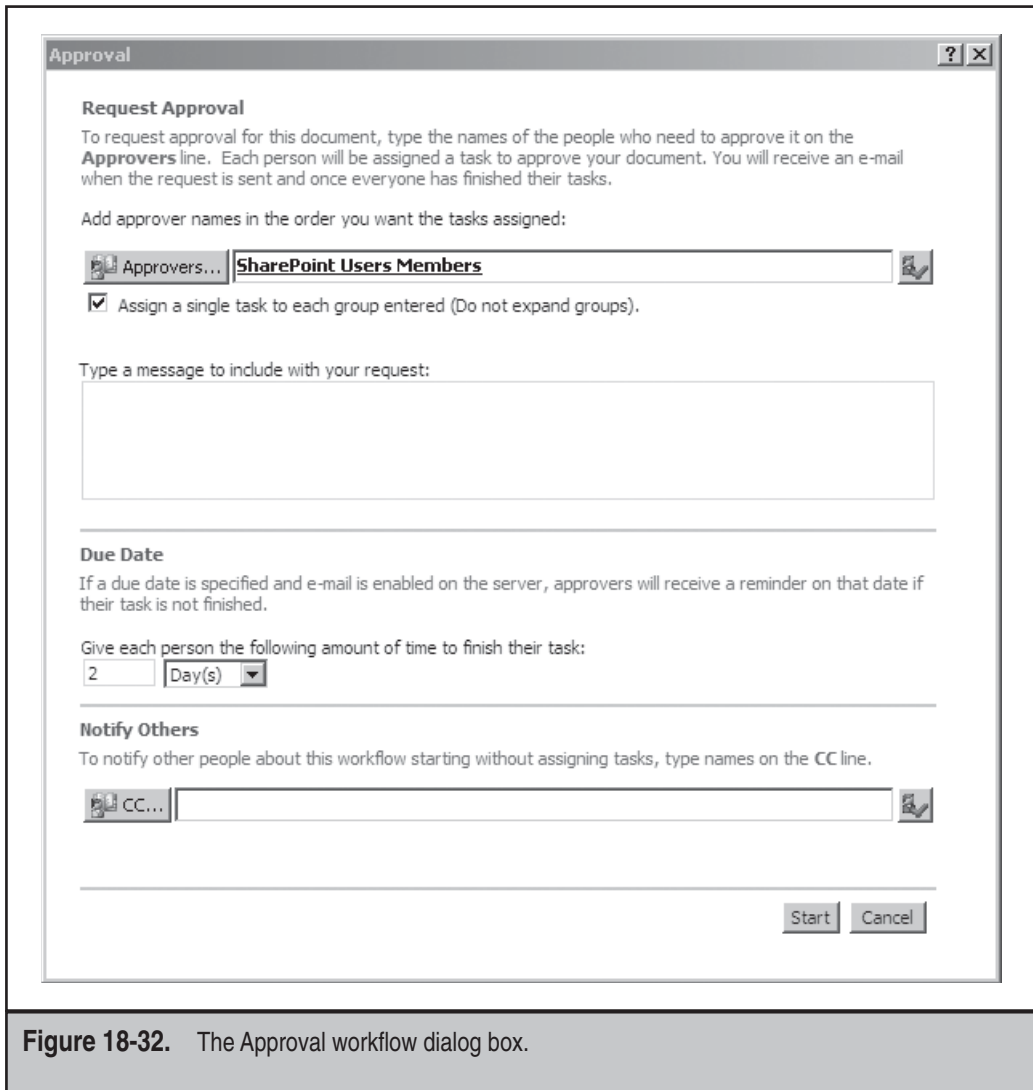 Approval
? X
Request Approval
To request approval for this document, type the names of the people who need to approve it on the
Approvers line. Each person will be assigned a task to approve your document. You will receive an e-mail
when the request is sent and once everyone has finished their tasks.
Add approver names in the order you want the tasks assigned:
Approvers... SharePoint Users Members
Assign a single task to each group entered (Do not expand groups).
Type a message to include with your request:
Due Date
If a due date is specified and e-mail is enabled on the server, approvers will receive a reminder on that date if
their task is not finished.
Give each person the following amount of time to finish their task:
2 Day(s)
Notify Others
To notify other people about this workflow starting without assigning tasks, type names on the CC line.
CC...
Start Cancel
Figure 18-32. The Approval workflow dialog box.